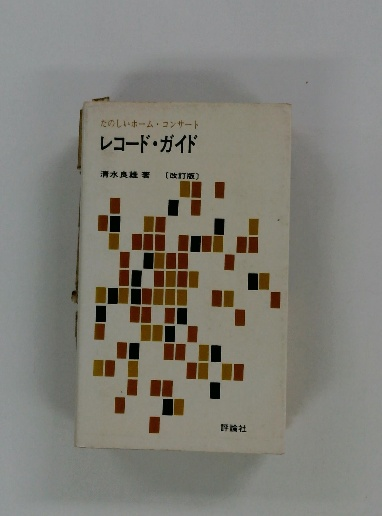 たのしいホーム・コンサート
レコード・ガイド
清水良雄 著 〔改訂版〕
評論社